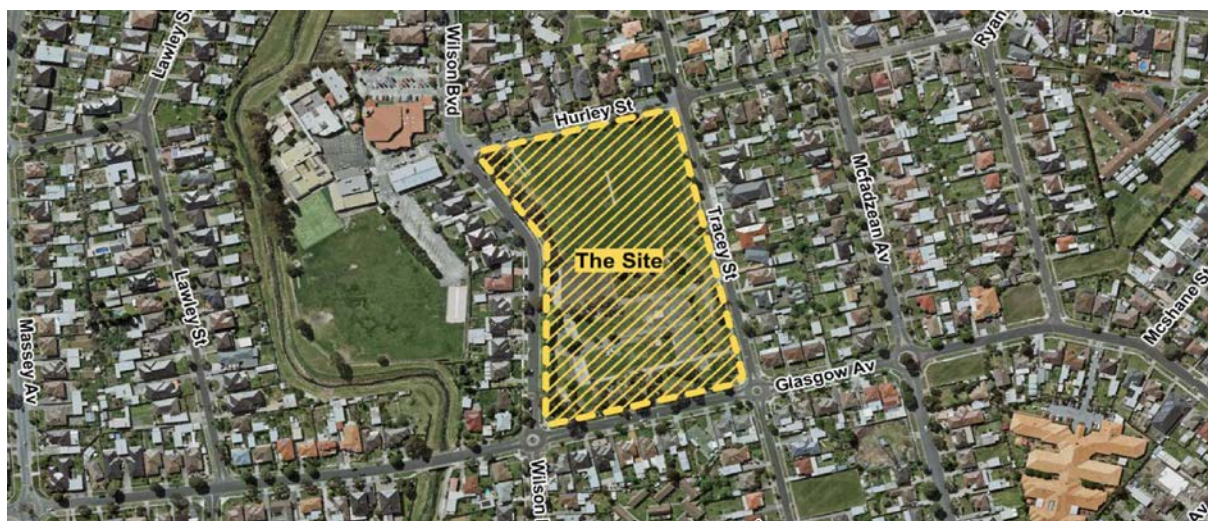 Lawley S
Wilson Bvd
Hurley St
Ryan
St
Mcfadzean Av
Tracey St
The Site
Lawley St
Massey Av
Mcshane St
Glasgow Av
Wilson
Av